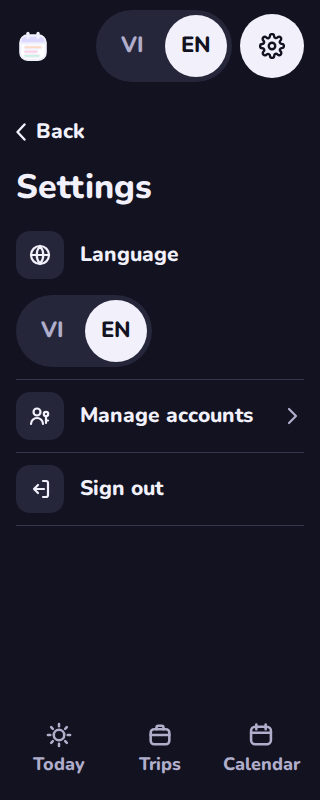 VI EN
Back
Settings
Language
VI EN
Manage accounts
Sign out
Today Trips Calendar